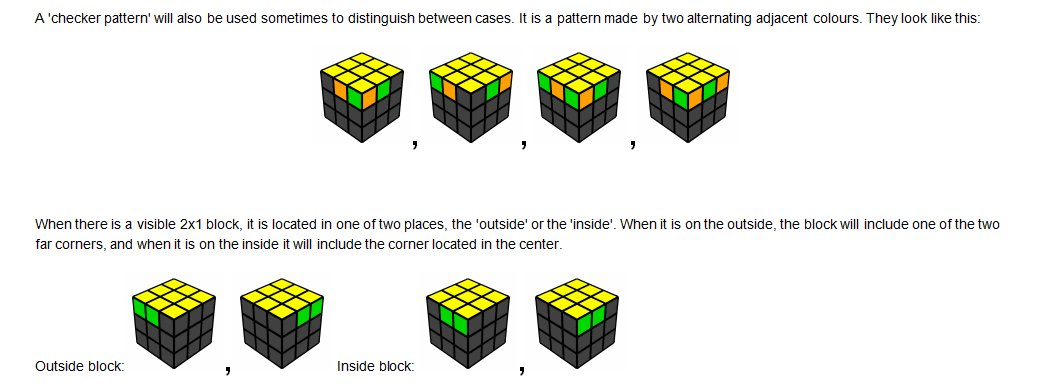 A 'checker pattern' will also be used sometimes to distinguish between cases. It is a pattern made by two alternating adjacent colours. They look like this:
, , ,
When there is a visible 2x1 block, it is located in one of two places, the 'outside' or the 'inside'. When it is on the outside, the block will include one of the two
far corners, and when it is on the inside it will include the corner located in the center.
Outside block: , Inside block: ,